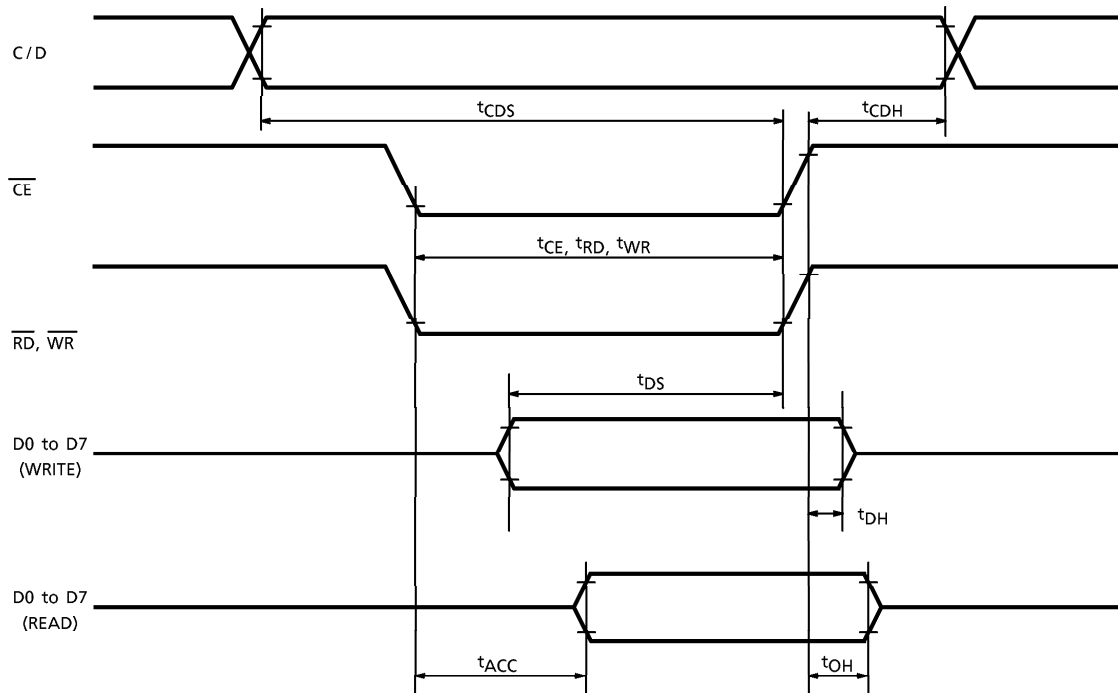 C/D
tCDS
tCDH
CE
tCE, tRD, tWR
RD, WR
tDS
D0 to D7
(WRITE)
tDH
D0 to D7
(READ)
tACC
tOH